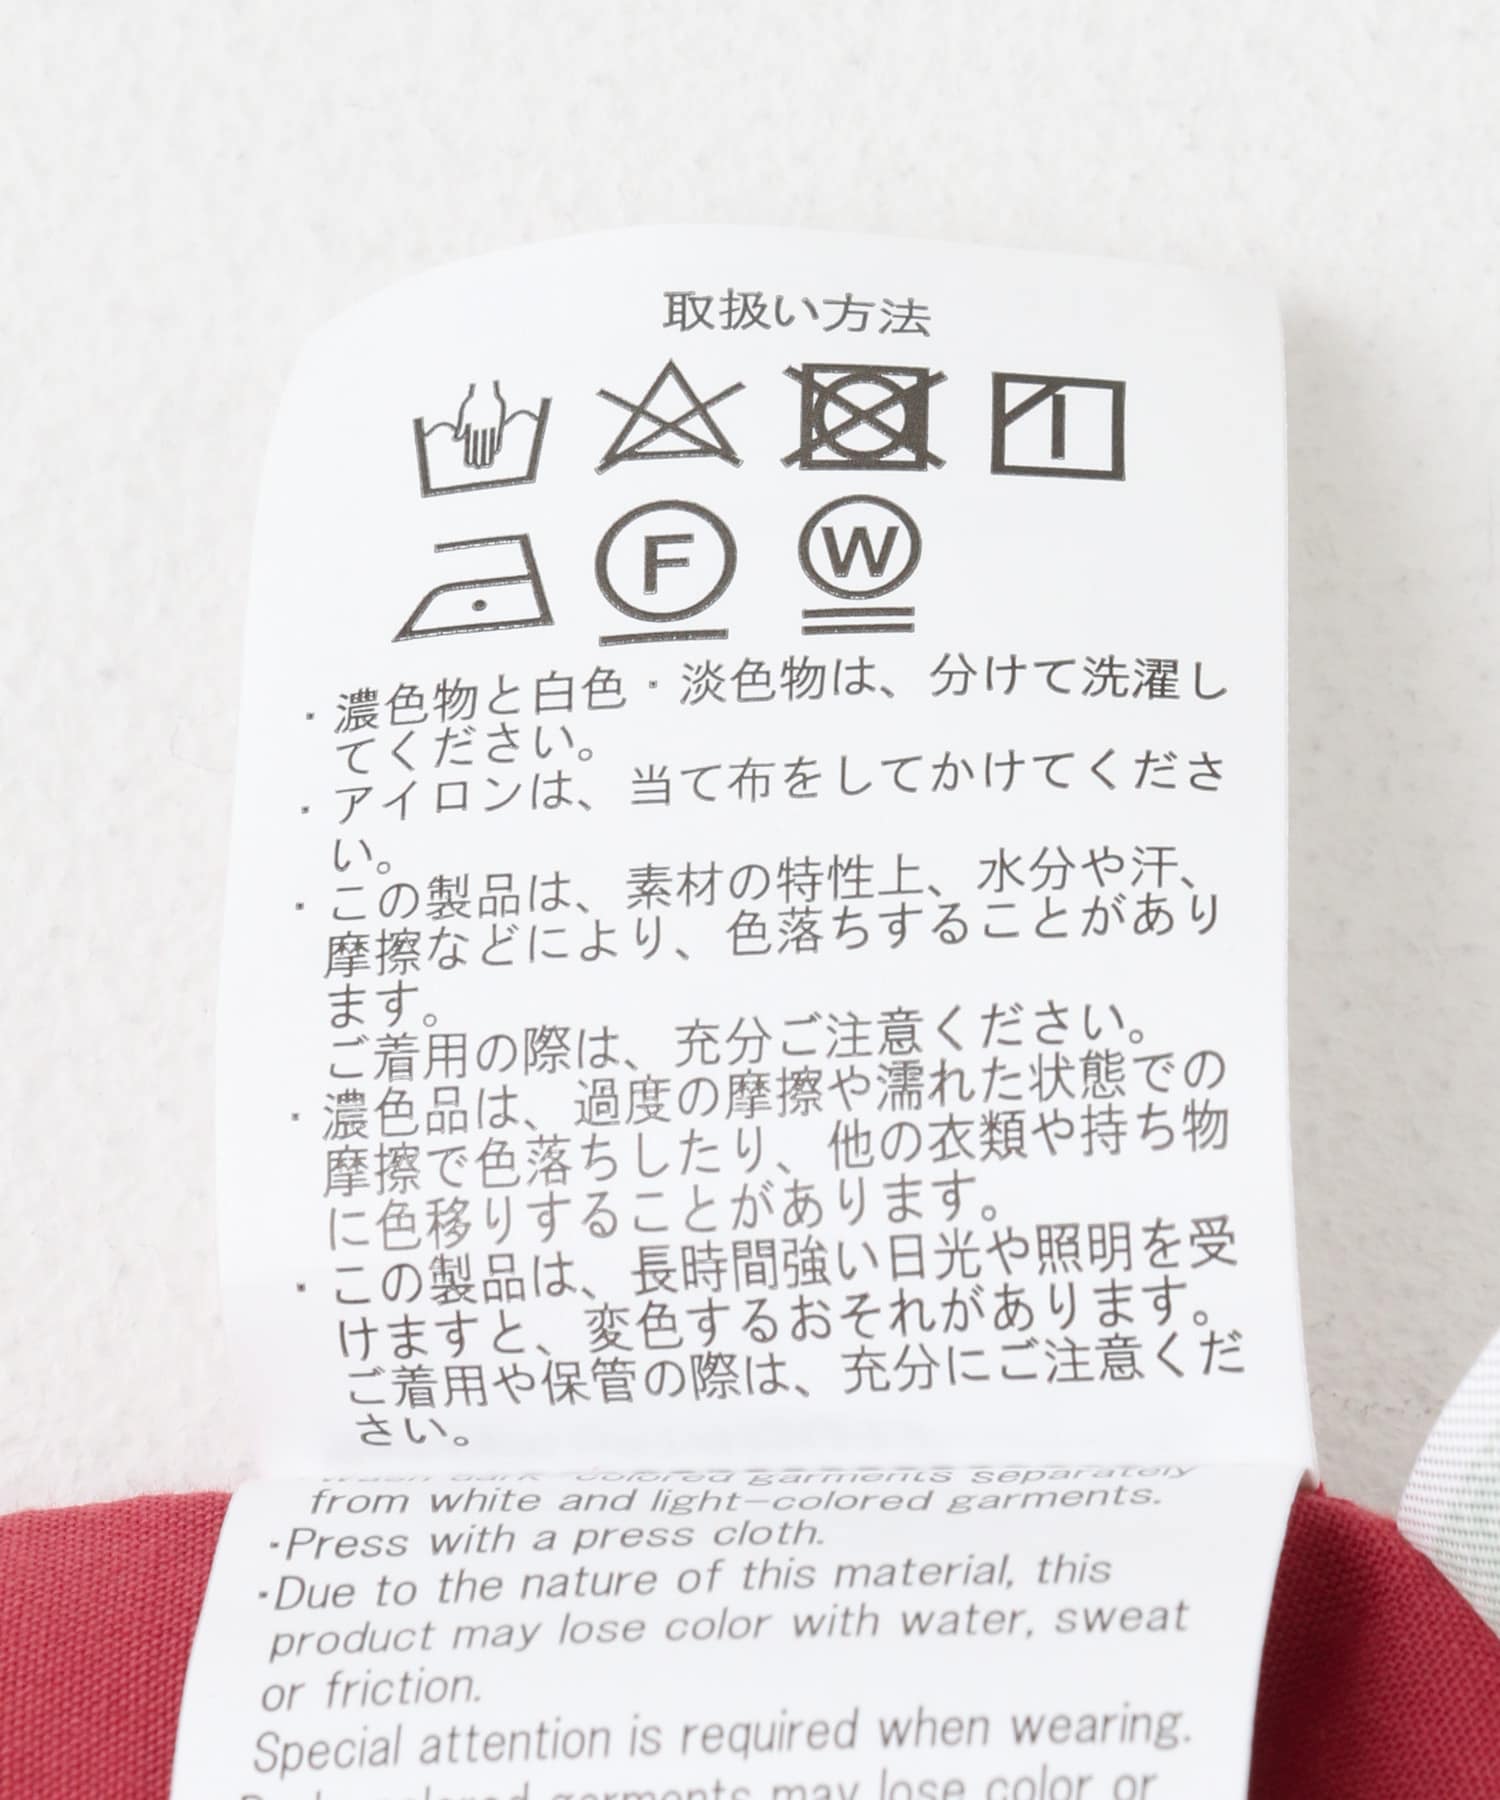 取扱い方法
F W
・濃色物と白色・淡色物は、分けて洗濯し
てください。
・アイロンは、当て布をしてかけてくださ
い。
・この製品は、素材の特性上、水分や汗、
摩擦などにより、色落ちすることがあり
ます。
ご着用の際は、充分ご注意ください。
・濃色品は、過度の摩擦や濡れた状態での
摩擦で色落ちしたり、他の衣類や持ち物
に色移りすることがあります。
・この製品は、長時間強い日光や照明を受
けますと、変色するおそれがあります。
ご着用や保管の際は、充分にご注意くだ
さい。
colored garments separately
from white and light-colored garments.
・Press with a press cloth.
・Due to the nature of this material, this
product may lose color with water, sweat
or friction.
Special attention is required when wearing.
garments may lose color or